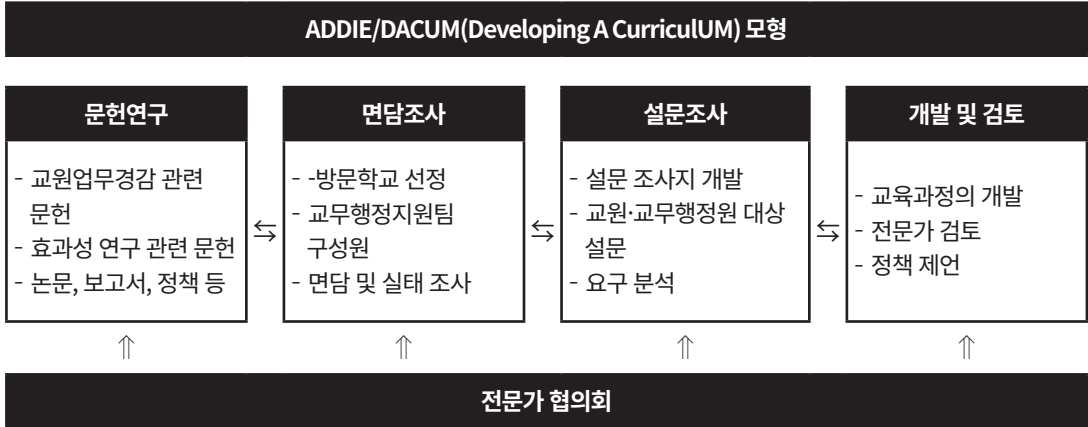 ADDIE/DACUM(Developing A CurriculUM) 모형
문헌연구
- 교원업무경감 관련
문헌
- 효과성 연구 관련 문헌
- 논문, 보고서, 정책 등
⇆
면담조사
- -방문학교 선정
- 교무행정지원팀
구성원
- 면담 및 실태 조사
⇆
설문조사
- 설문 조사지 개발
- 교원·교무행정원 대상
설문
- 요구 분석
⇆
개발 및 검토
- 교육과정의 개발
- 전문가 검토
- 정책 제언
⇑ ⇑ ⇑ ⇑
전문가 협의회